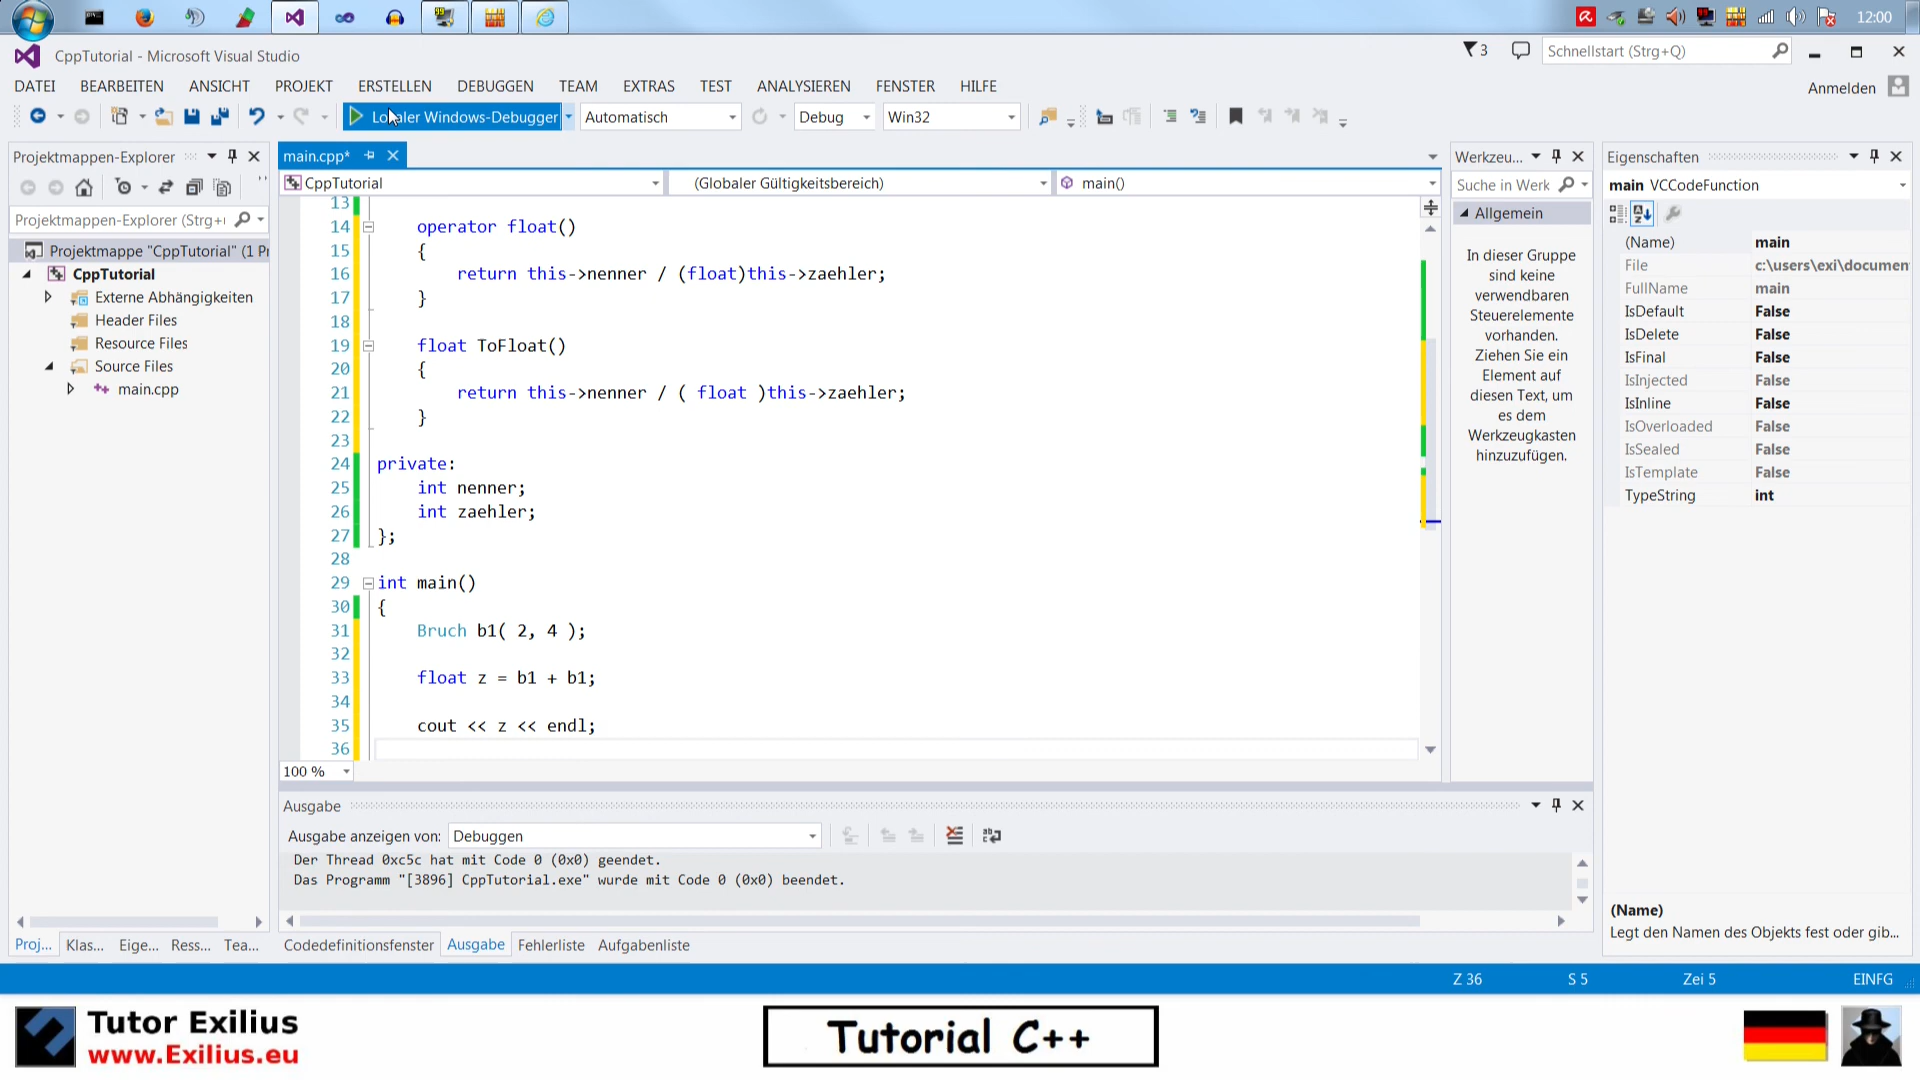 12:00
CppTutorial - Microsoft Visual Studio
3
Schnellstart (Strg+Q)
DATEI BEARBEITEN ANSICHT PROJEKT ERSTELLEN DEBUGGEN TEAM EXTRAS TEST ANALYSIEREN FENSTER HILFE
Anmelden
Lokaler Windows-Debugger Automatisch Debug Win32
Projektmappen-Explorer
Projektmappen-Explorer (Strg+
Projektmappe "CppTutorial" (1 Pr
CppTutorial
Externe Abhängigkeiten
Header Files
Resource Files
Source Files
main.cpp
Proj... Klas... Eige... Ress... Tea...
main.cpp*
CppTutorial (Globaler Gültigkeitsbereich) main()
13
14 operator float()
15 {
16 return this->nenner / (float)this->zaehler;
17 }
18
19 float ToFloat()
20 {
21 return this->nenner / ( float )this->zaehler;
22 }
23
24 private:
25 int nenner;
26 int zaehler;
27 };
28
29 int main()
30 {
31 Bruch b1( 2, 4 );
32
33 float z = b1 + b1;
34
35 cout << z << endl;
36
100 %
Ausgabe
Ausgabe anzeigen von: Debuggen
Der Thread 0xc5c hat mit Code 0 (0x0) geendet.
Das Programm "[3896] CppTutorial.exe" wurde mit Code 0 (0x0) beendet.
Codedefinitionsfenster Ausgabe Fehlerliste Aufgabenliste
Werkzeu...
Suche in Werk
Allgemein
In dieser Gruppe
sind keine
verwendbaren
Steuerelemente
vorhanden.
Ziehen Sie ein
Element auf
diesen Text, um
es dem
Werkzeugkasten
hinzuzufügen.
Eigenschaften
main VCCodeFunction
(Name) main
File c:\users\exi\documen
FullName main
IsDefault False
IsDelete False
IsFinal False
IsInjected False
IsInline False
IsOverloaded False
IsSealed False
IsTemplate False
TypeString int
(Name)
Legt den Namen des Objekts fest oder gib...
Z 36 S 5 Zei 5 EINFG
Tutor Exilius
www.Exilius.eu
Tutorial C++